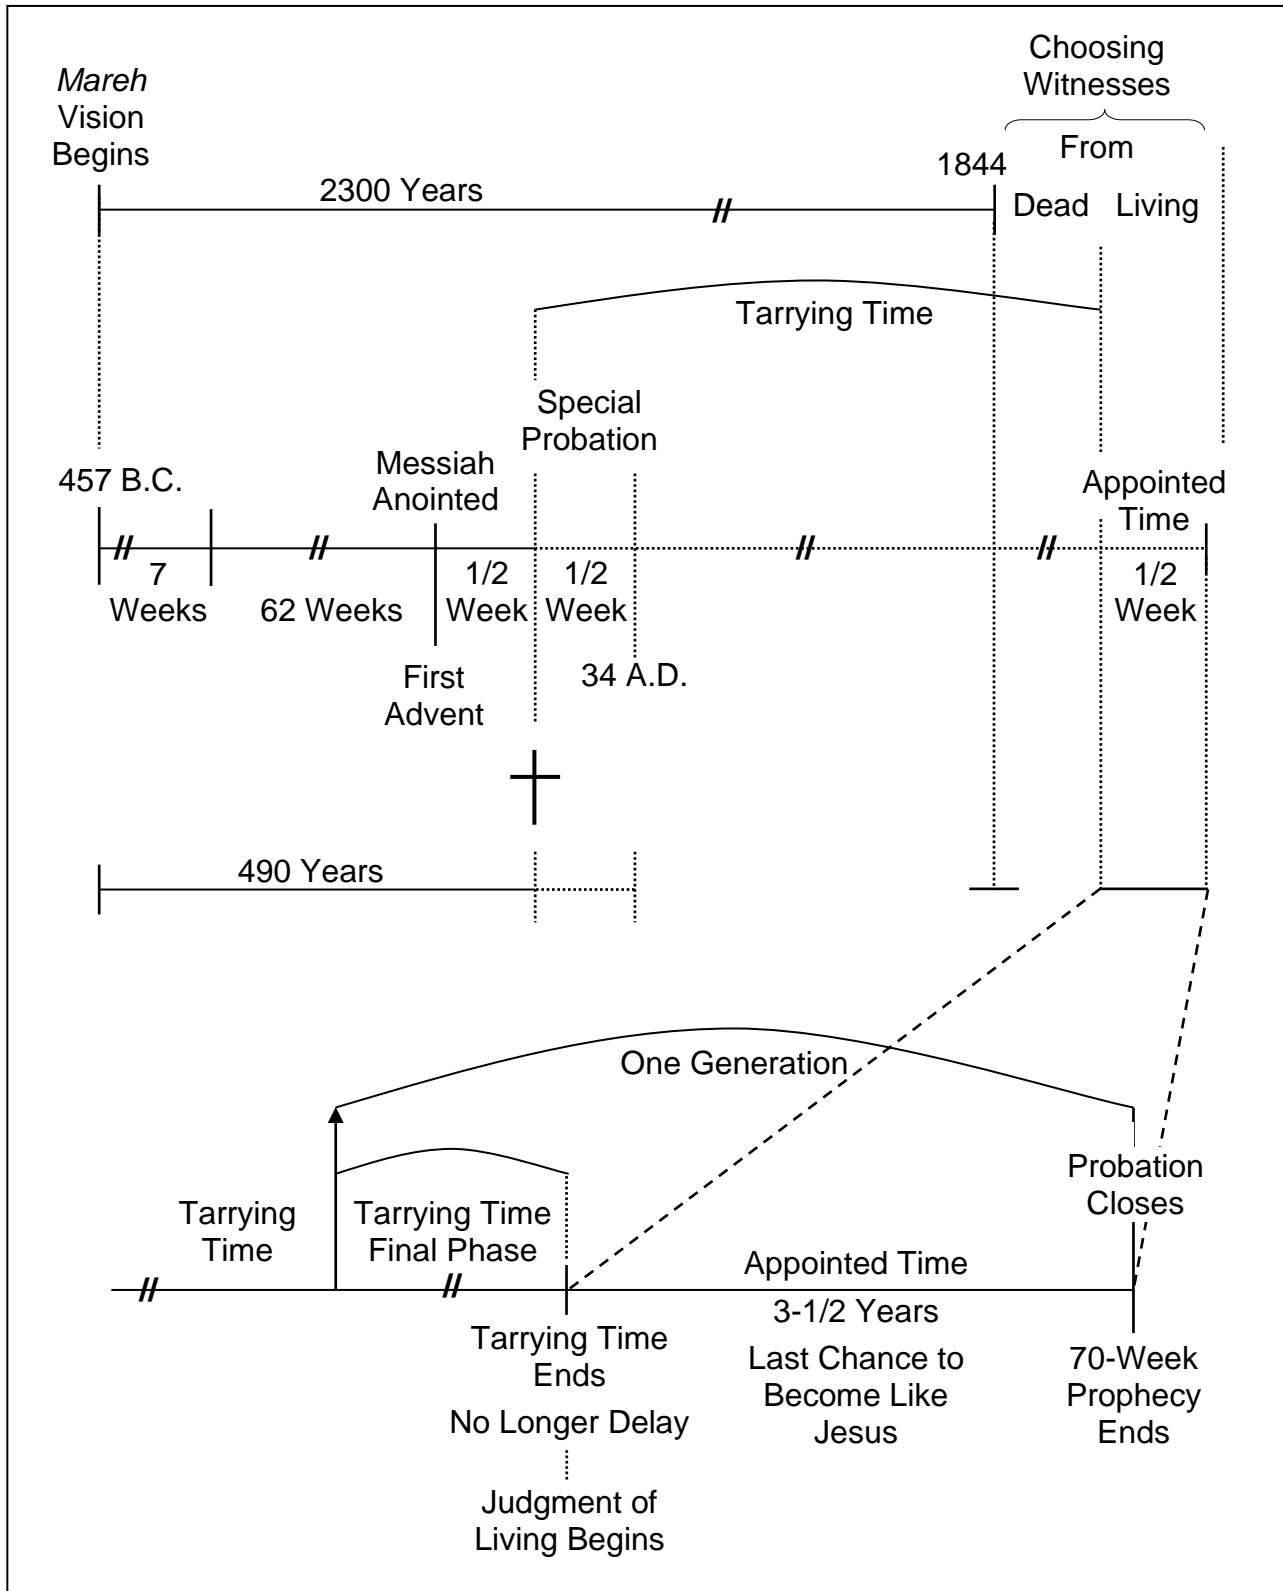 Choosing
Witnesses
Mareh
Vision
Begins
From
1844
2300 Years
Dead Living
Tarrying Time
Special
Probation
Messiah
Anointed
457 B.C.
Appointed
Time
7
Weeks
62 Weeks
1/2
Week
1/2
Week
1/2
Week
First
Advent
34 A.D.
490 Years
One Generation
Probation
Closes
Tarrying
Time
Tarrying Time
Final Phase
Appointed Time
3-1/2 Years
Tarrying Time
Ends
Last Chance to
Become Like
Jesus
70-Week
Prophecy
Ends
No Longer Delay
Judgment of
Living Begins